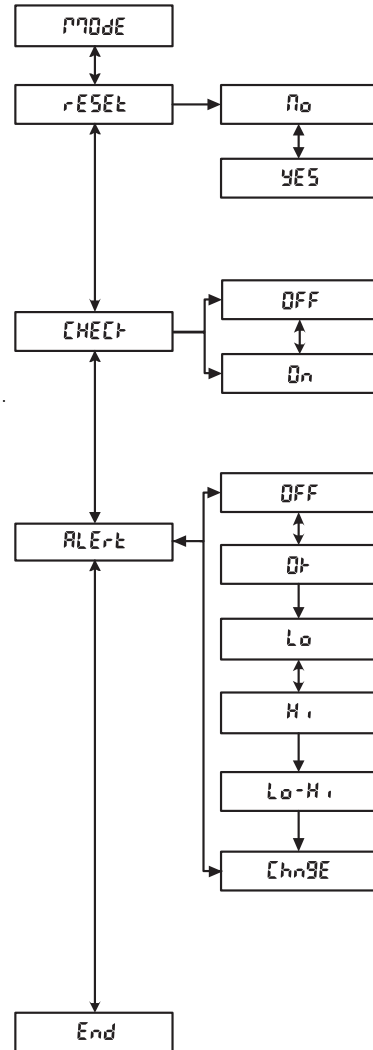 MODE
rESEt
No
YES
CHECk
OFF
On
ALErt
OFF
Ok
Lo
Hi
Lo-Hi
ChngE
End